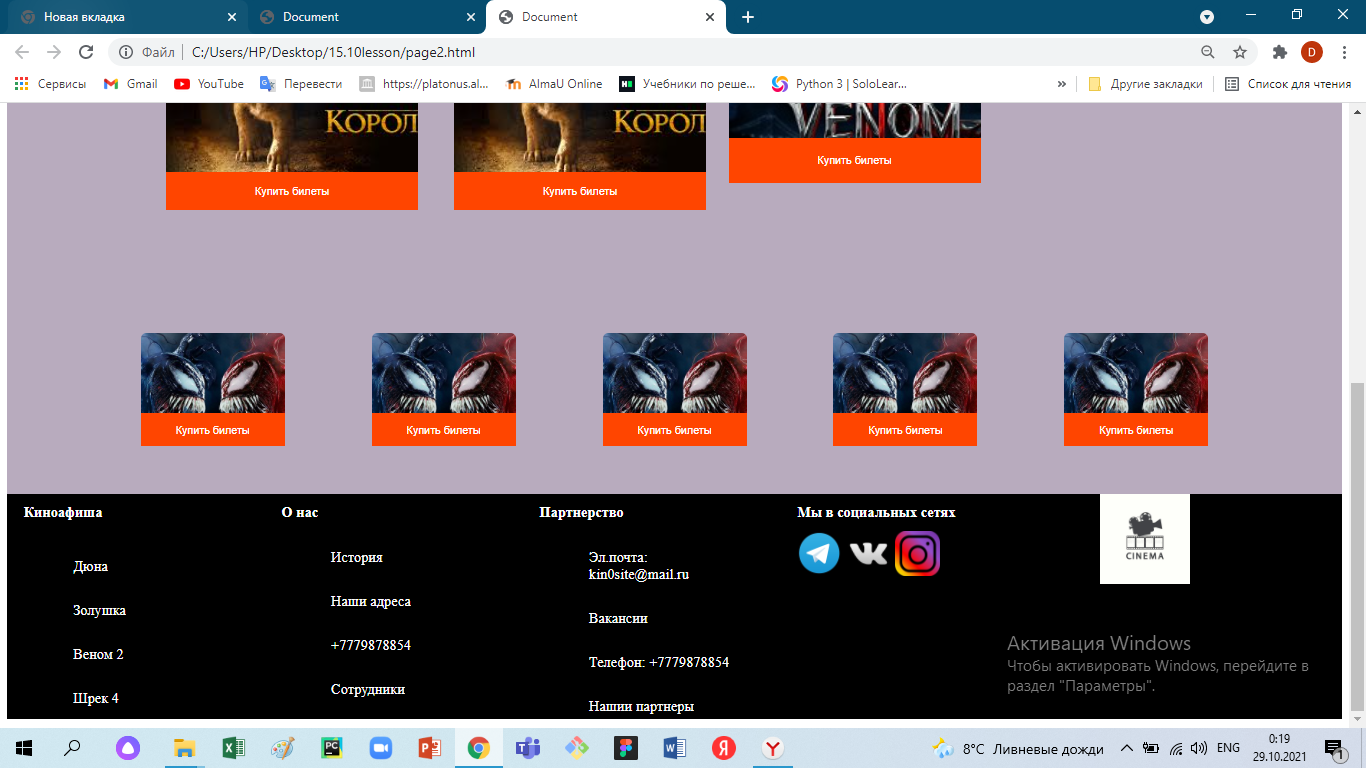 Новая вкладка
Document
Document
Файл
C:/Users/HP/Desktop/15.10lesson/page2.html
D
Сервисы
Gmail
YouTube
Перевести
https://platonus.al...
AlmaU Online
Учебники по реше...
Python 3 | SoloLear...
»
Другие закладки
Список для чтения
КОРОЛ
КОРОЛ
VENOM
Купить билеты
Купить билеты
Купить билеты
Купить билеты
Купить билеты
Купить билеты
Купить билеты
Купить билеты
Киноафиша
Дюна
Золушка
Веном 2
Шрек 4
О нас
История
Наши адреса
+7779878854
Сотрудники
Партнерство
Эл.почта:
kin0site@mail.ru
Вакансии
Телефон: +7779878854
Нашии партнеры
Мы в социальных сетях
CINEMA
Активация Windows
Чтобы активировать Windows, перейдите в
раздел "Параметры".
8°C Ливневые дожди
ENG
0:19
29.10.2021
1